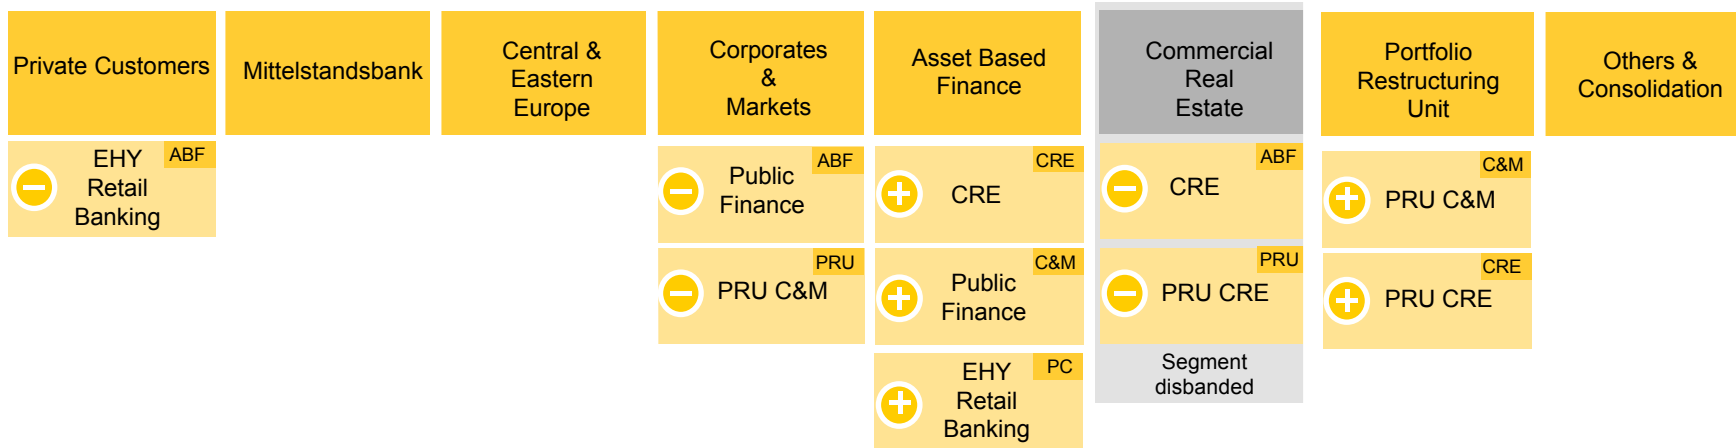 Private Customers
Mittelstandsbank
Central &
Eastern
Europe
Corporates
&
Markets
Asset Based
Finance
Commercial
Real
Estate
Portfolio
Restructuring
Unit
Others &
Consolidation
ABF
EHY
Retail
Banking
ABF
Public
Finance
PRU
PRU C&M
CRE
CRE
C&M
Public
Finance
PC
EHY
Retail
Banking
ABF
CRE
PRU
PRU CRE
Segment
disbanded
C&M
PRU C&M
CRE
PRU CRE